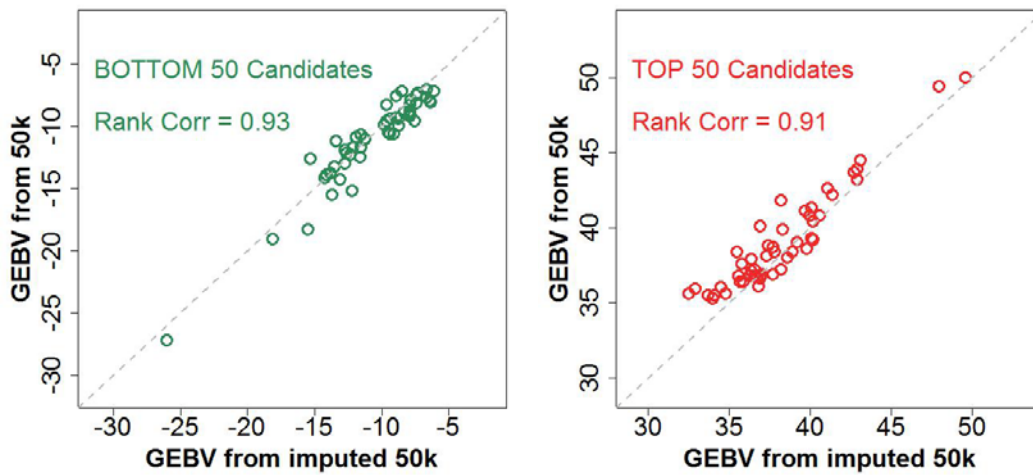 BOTTOM 50 Candidates
Rank Corr = 0.93
GEBV from 50k
-5
-10
-15
-20
-25
-30
-30 -25 -20 -15 -10 -5
GEBV from imputed 50k
TOP 50 Candidates
Rank Corr = 0.91
GEBV from 50k
50
45
40
35
30
30 35 40 45 50
GEBV from imputed 50k